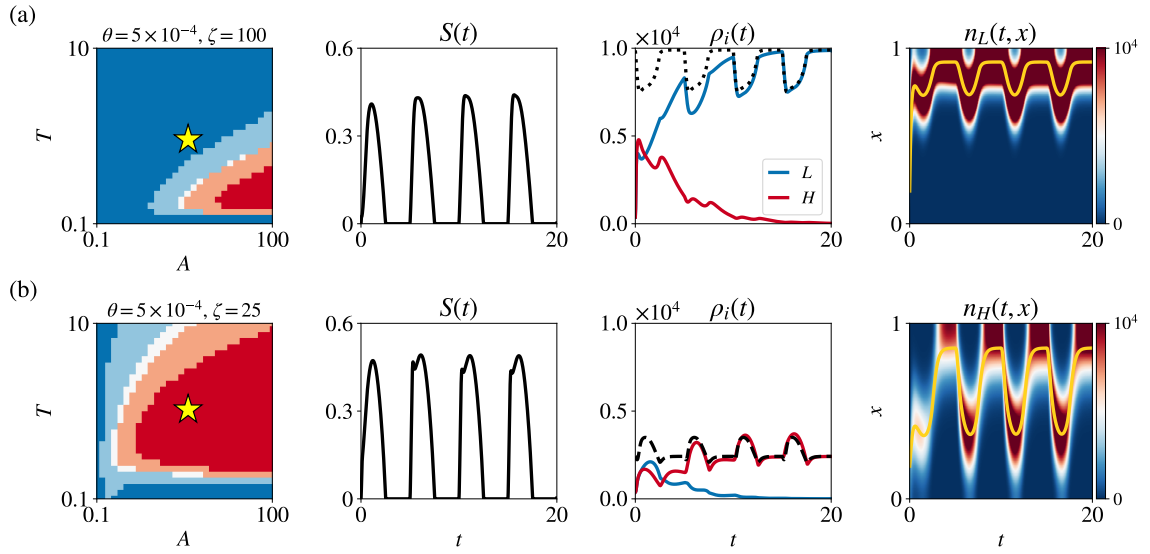 (a)
θ = 5 × 10⁻⁴, ζ = 100
10
T
0.1
0.1
100
A
S(t)
0.6
0.3
0
0
20
ρᵢ(t)
×10⁴
1.0
0.5
0.0
0
20
L
H
n_L(t, x)
1
x
0
0
20
10⁴
0
(b)
θ = 5 × 10⁻⁴, ζ = 25
10
T
0.1
0.1
100
A
S(t)
0.6
0.3
0
0
20
t
ρᵢ(t)
×10⁴
1.0
0.5
0.0
0
20
t
n_H(t, x)
1
x
0
0
20
t
10⁴
0